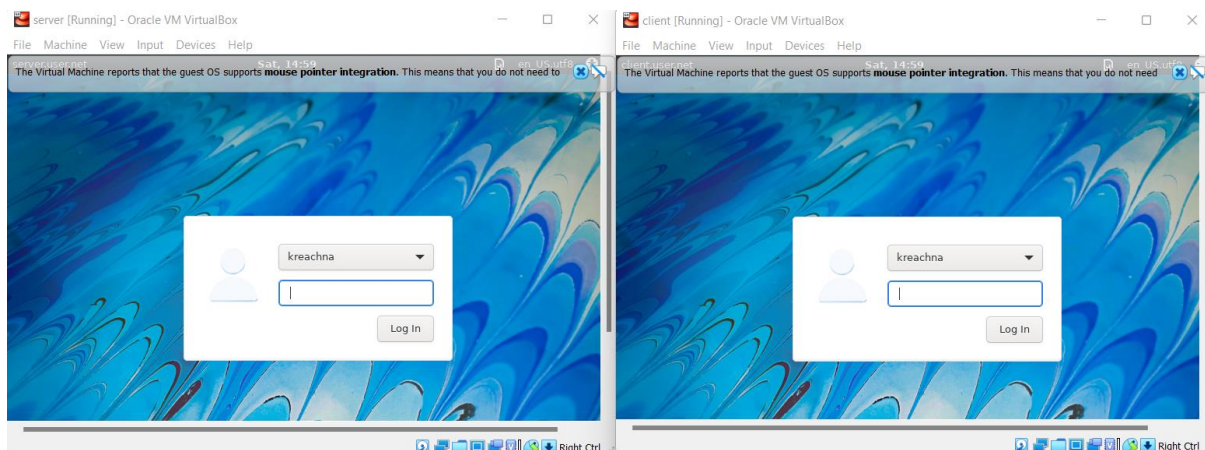 server [Running] - Oracle VM VirtualBox
File Machine View Input Devices Help
server.user.net Sat, 14:59 en_US.utf8
The Virtual Machine reports that the guest OS supports mouse pointer integration. This means that you do not need to
kreachna
Log In
Right Ctrl
client [Running] - Oracle VM VirtualBox
File Machine View Input Devices Help
client.user.net Sat, 14:59 en_US.utf8
The Virtual Machine reports that the guest OS supports mouse pointer integration. This means that you do not need
kreachna
Log In
Right Ctrl